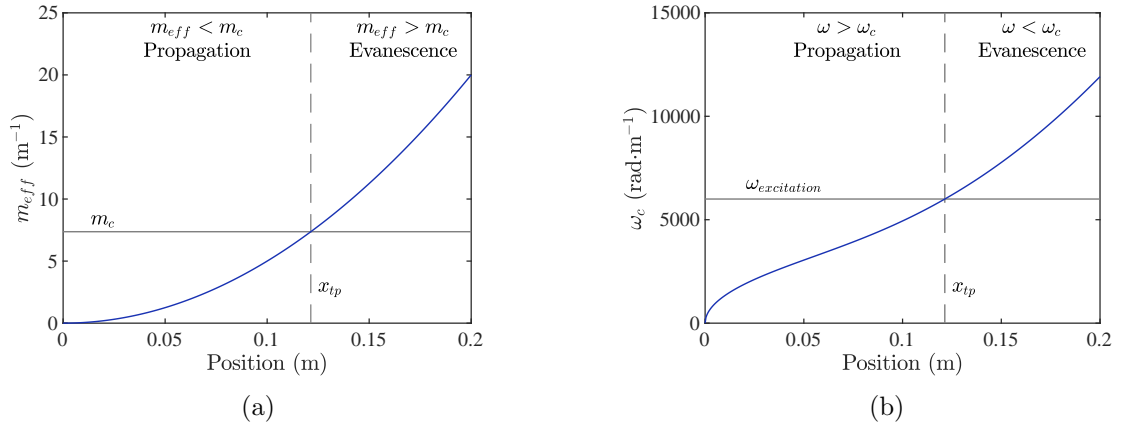 25
20
15
10
5
0
m_eff (m⁻¹)
m_eff < m_c
Propagation
m_eff > m_c
Evanescence
m_c
x_tp
0 0.05 0.1 0.15 0.2
Position (m)
(a)
15000
10000
5000
0
ω_c (rad·m⁻¹)
ω > ω_c
Propagation
ω < ω_c
Evanescence
ω_excitation
x_tp
0 0.05 0.1 0.15 0.2
Position (m)
(b)